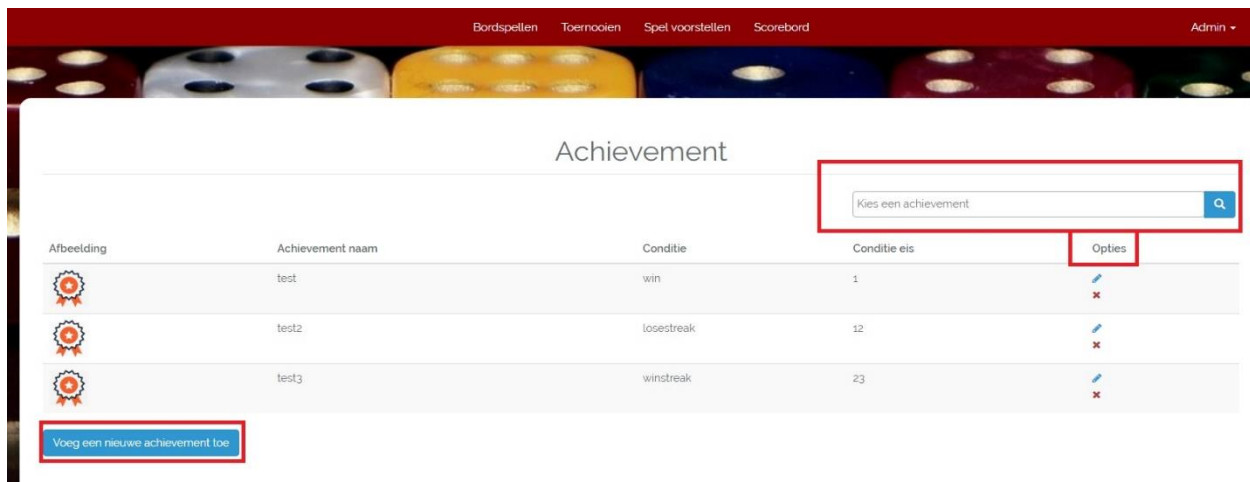 Bordspellen Toernooien Spel voorstellen Scorebord Admin
Achievement
Kies een achievement
Afbeelding Achievement naam Conditie Conditie eis Opties
test win 1
test2 losestreak 12
test3 winstreak 23
Voeg een nieuwe achievement toe